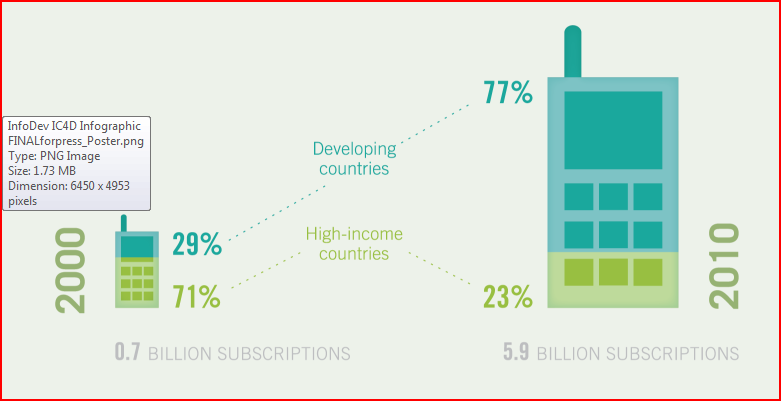 77%
InfoDev IC4D Infographic
FINALforpress_Poster.png
Type: PNG Image
Size: 1.73 MB
Dimension: 6450 x 4953
pixels
Developing
countries
2000
29%
High-income
countries
2010
71%
23%
0.7 BILLION SUBSCRIPTIONS
5.9 BILLION SUBSCRIPTIONS